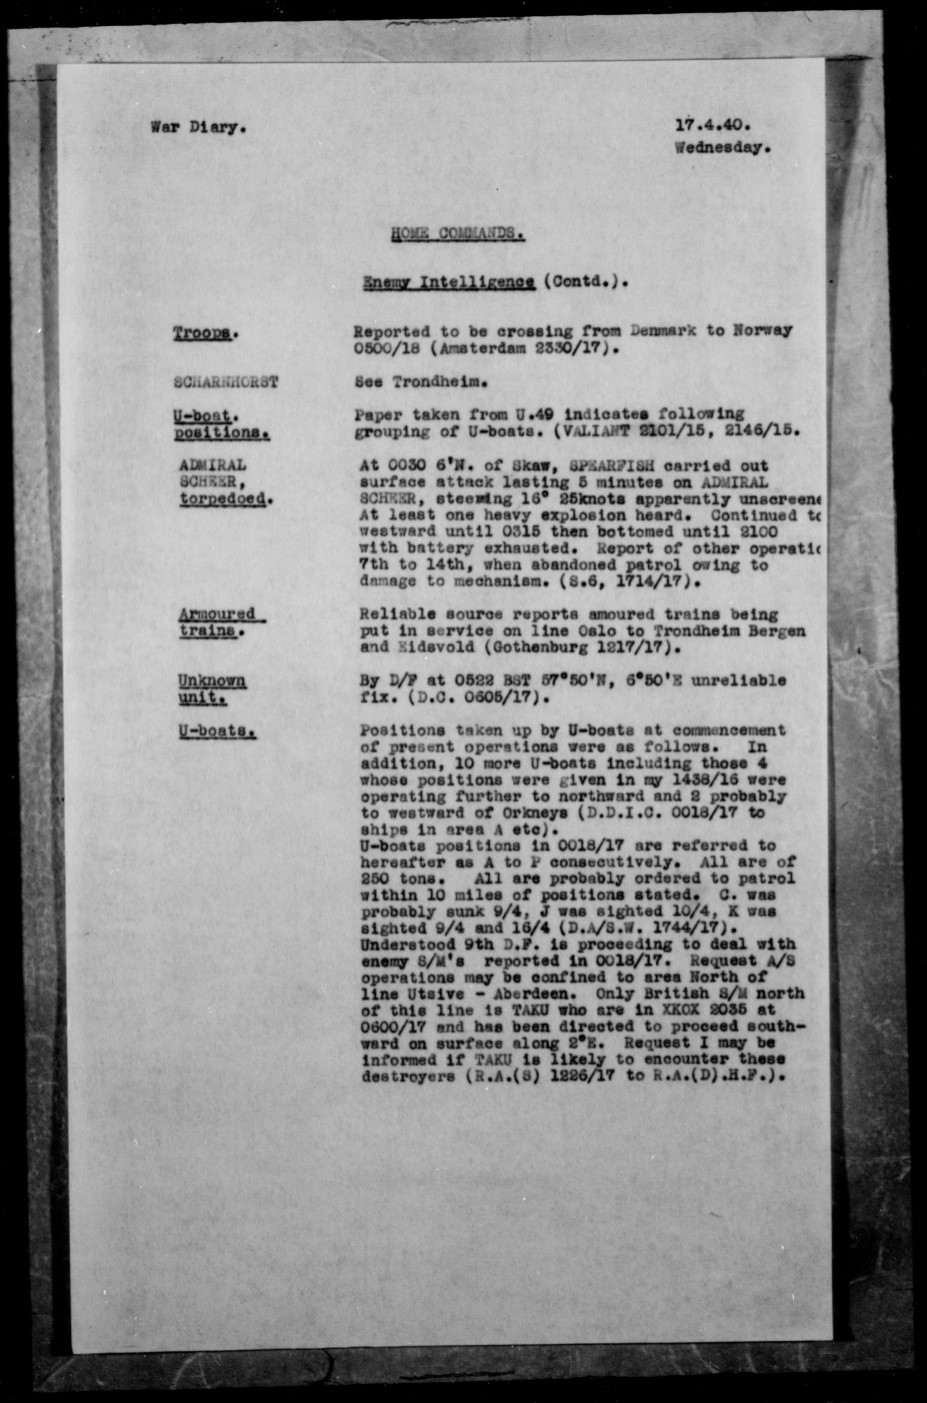 War Diary.
17.4.40.
Wednesday.
HOME COMMANDS.
Enemy Intelligence (Contd.).
Troops.
Reported to be crossing from Denmark to Norway
0500/18 (Amsterdam 2330/17).
SCHARNHORST
See Trondheim.
U-boat.
positions.
Paper taken from U.49 indicates following
grouping of U-boats. (VALIANT 2101/15, 2146/15.
ADMIRAL
SCHEER,
torpedoed.
At 0030 6'N. of Skaw, SPEARFISH carried out
surface attack lasting 5 minutes on ADMIRAL
SCHEER, steeming 16° 25knots apparently unscreene
At least one heavy explosion heard. Continued to
westward until 0315 then bottomed until 2100
with battery exhausted. Report of other operatio
7th to 14th, when abandoned patrol owing to
damage to mechanism. (S.6, 1714/17).
Armoured
trains.
Reliable source reports amoured trains being
put in service on line Oslo to Trondheim Bergen
and Eidsvold (Gothenburg 1217/17).
Unknown
unit.
By D/F at 0522 BST 57°50'N, 6°50'E unreliable
fix. (D.C. 0605/17).
U-boats.
Positions taken up by U-boats at commencement
of present operations were as follows. In
addition, 10 more U-boats including those 4
whose positions were given in my 1438/16 were
operating further to northward and 2 probably
to westward of Orkneys (D.D.I.C. 0018/17 to
ships in area A etc).
U-boats positions in 0018/17 are referred to
hereafter as A to P consecutively. All are of
250 tons. All are probably ordered to patrol
within 10 miles of positions stated. C. was
probably sunk 9/4, J was sighted 10/4, K was
sighted 9/4 and 16/4 (D.A/S.W. 1744/17).
Understood 9th D.F. is proceeding to deal with
enemy S/M's reported in 0018/17. Request A/S
operations may be confined to area North of
line Utsive - Aberdeen. Only British S/M north
of this line is TAKU who are in XKCX 2035 at
0600/17 and has been directed to proceed south-
ward on surface along 2°E. Request I may be
informed if TAKU is likely to encounter these
destroyers (R.A.(S) 1226/17 to R.A.(D).H.F.).